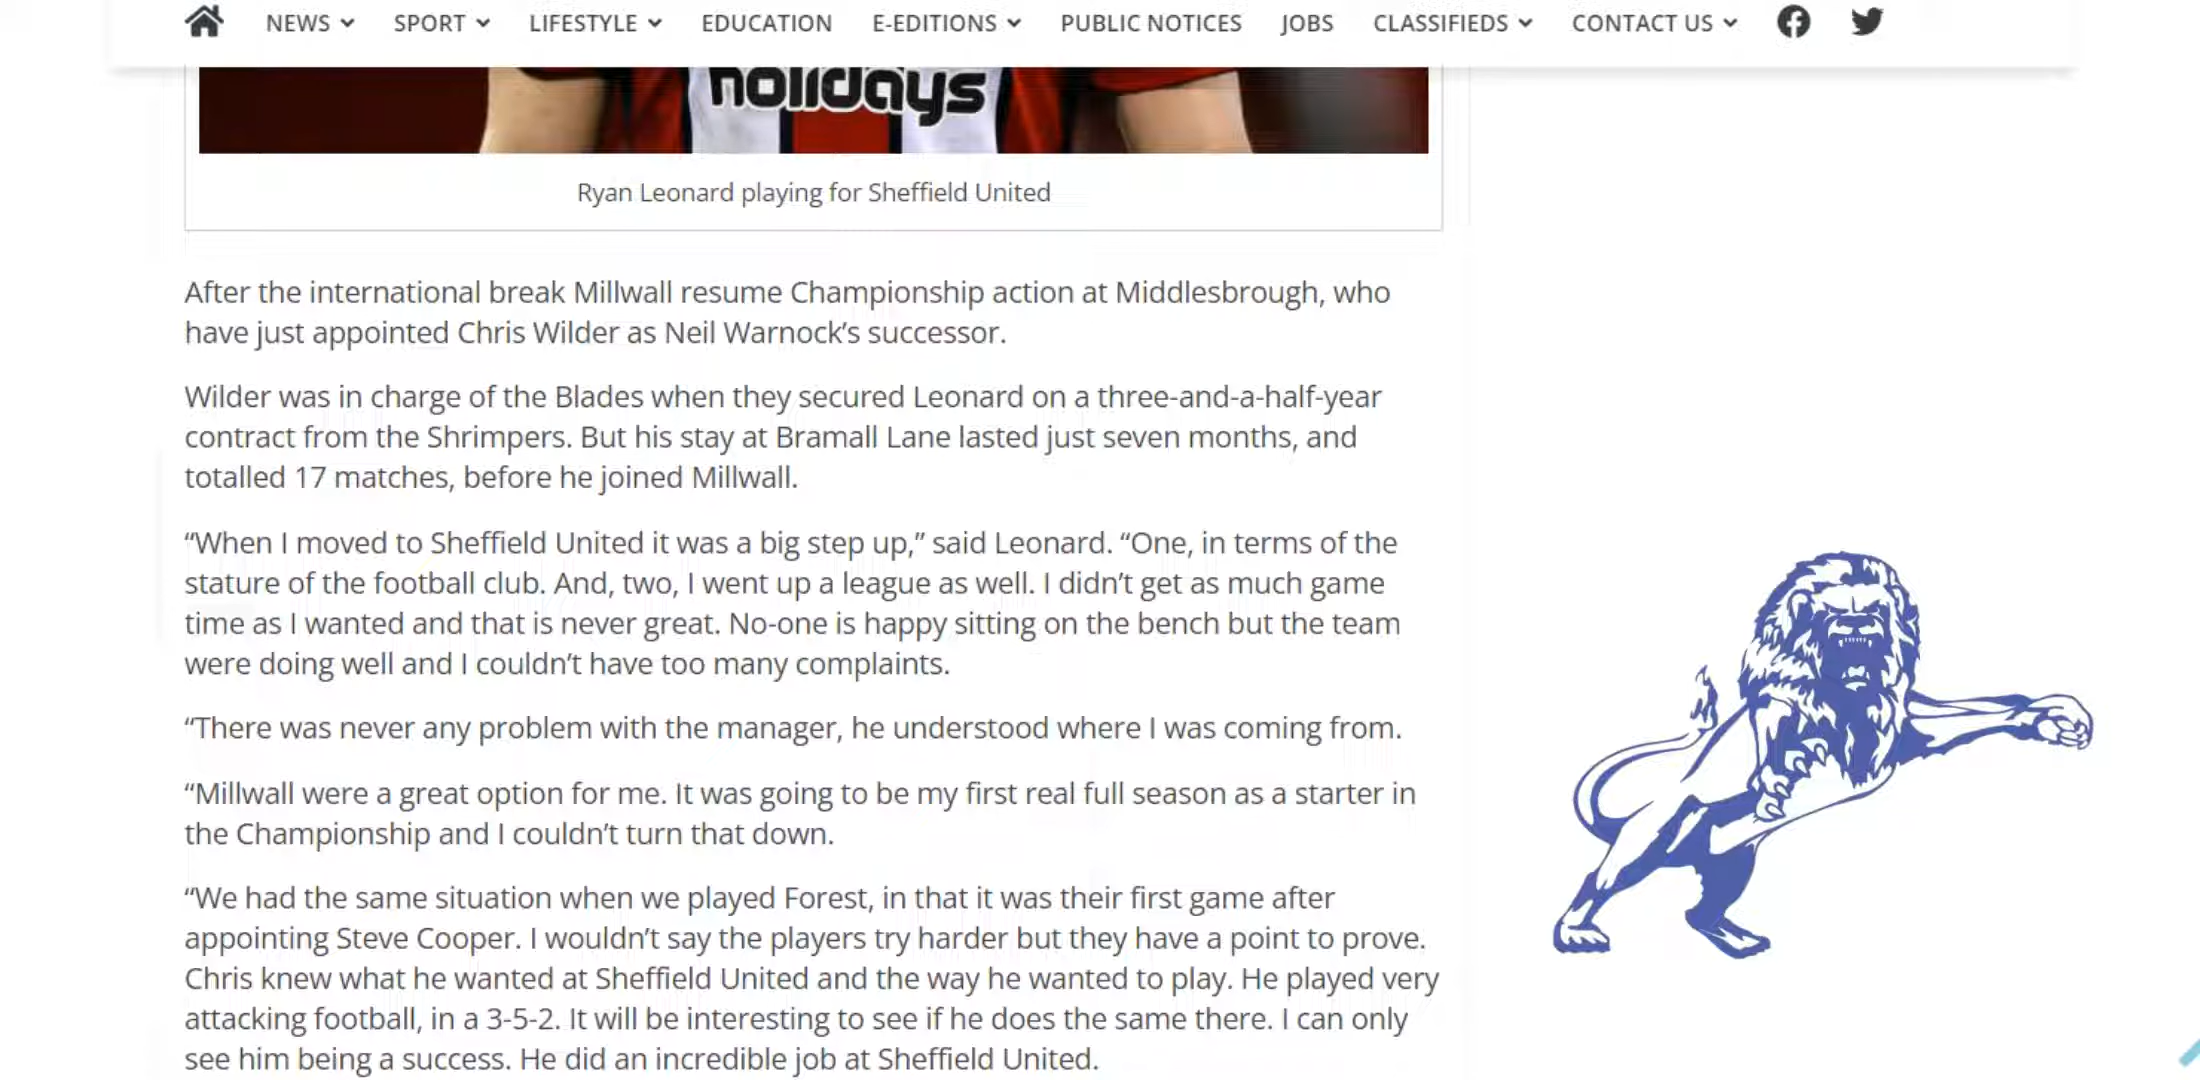 NEWS SPORT LIFESTYLE EDUCATION E-EDITIONS PUBLIC NOTICES JOBS CLASSIFIEDS CONTACT US
holidays
Ryan Leonard playing for Sheffield United
After the international break Millwall resume Championship action at Middlesbrough, who
have just appointed Chris Wilder as Neil Warnock’s successor.
Wilder was in charge of the Blades when they secured Leonard on a three-and-a-half-year
contract from the Shrimpers. But his stay at Bramall Lane lasted just seven months, and
totalled 17 matches, before he joined Millwall.
“When I moved to Sheffield United it was a big step up,” said Leonard. “One, in terms of the
stature of the football club. And, two, I went up a league as well. I didn’t get as much game
time as I wanted and that is never great. No-one is happy sitting on the bench but the team
were doing well and I couldn’t have too many complaints.
“There was never any problem with the manager, he understood where I was coming from.
“Millwall were a great option for me. It was going to be my first real full season as a starter in
the Championship and I couldn’t turn that down.
“We had the same situation when we played Forest, in that it was their first game after
appointing Steve Cooper. I wouldn’t say the players try harder but they have a point to prove.
Chris knew what he wanted at Sheffield United and the way he wanted to play. He played very
attacking football, in a 3-5-2. It will be interesting to see if he does the same there. I can only
see him being a success. He did an incredible job at Sheffield United.